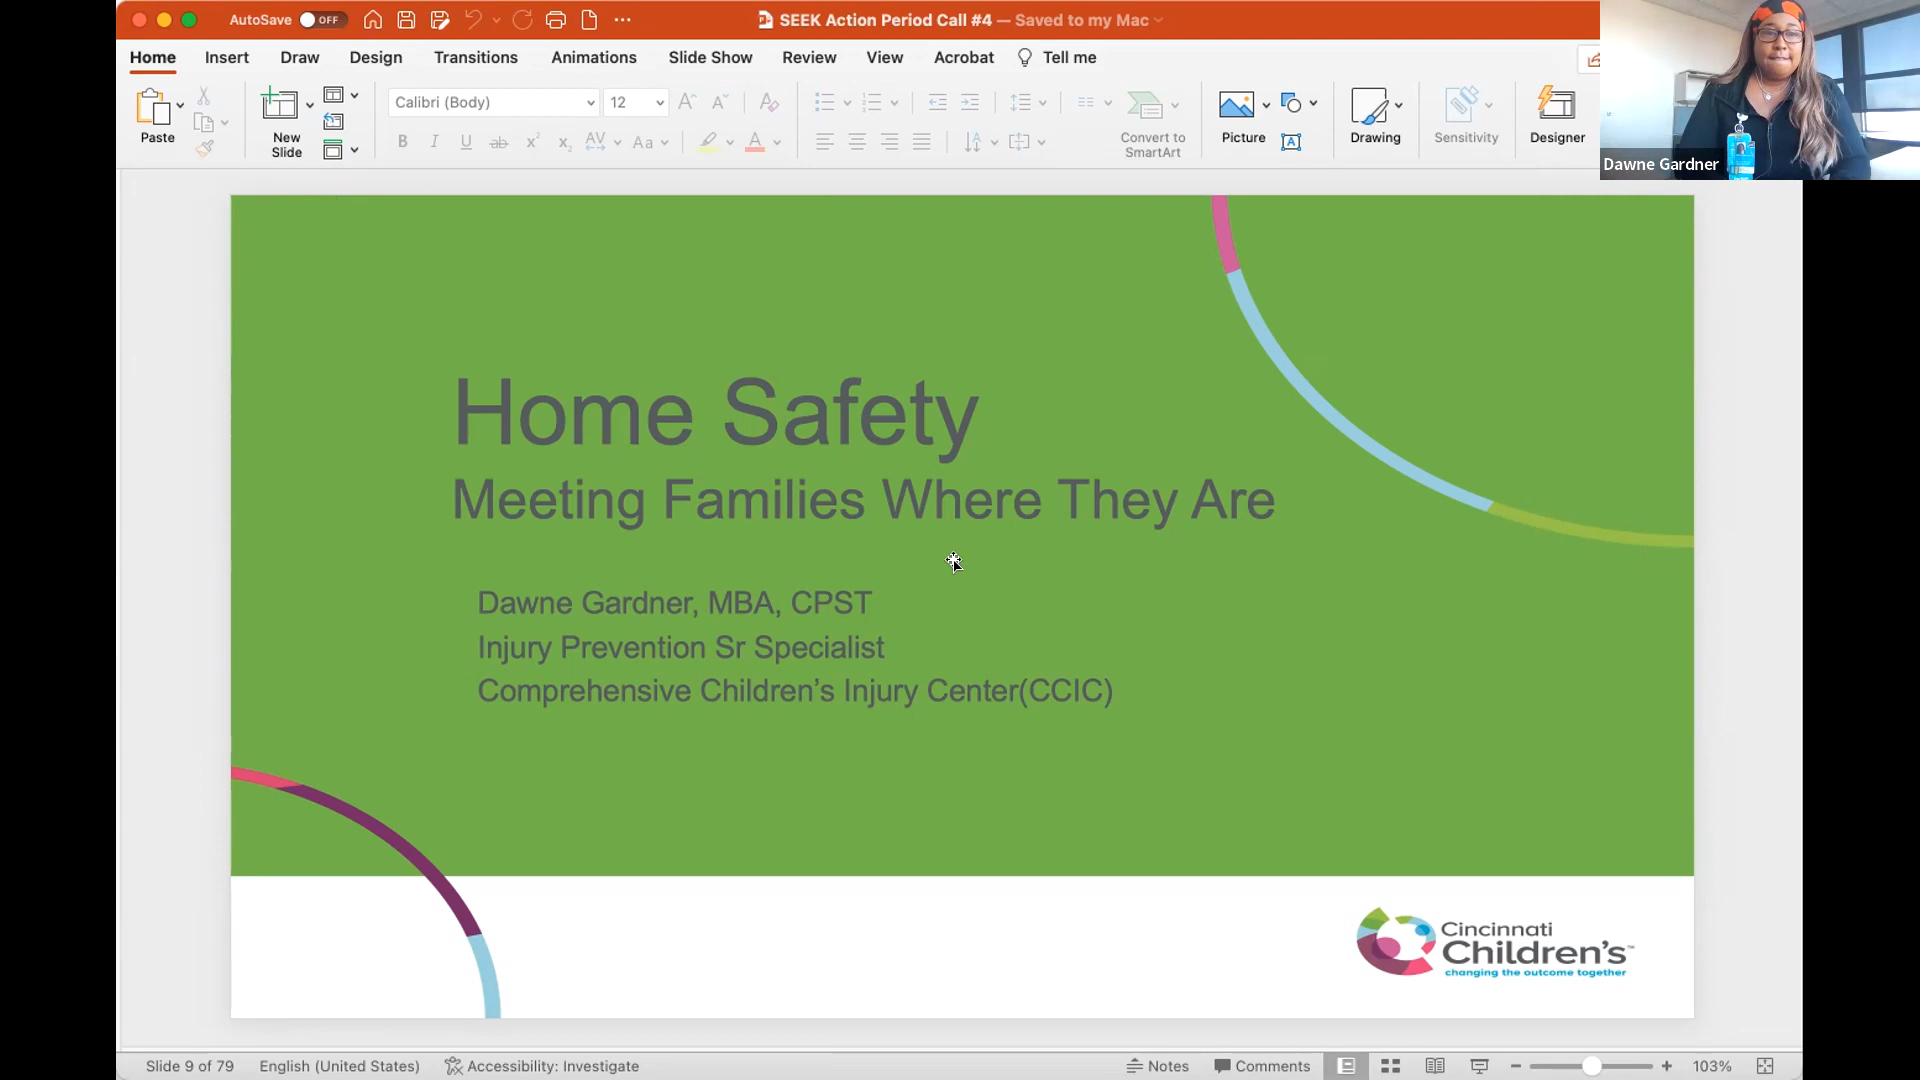 AutoSave OFF
SEEK Action Period Call #4 — Saved to my Mac
Home Insert Draw Design Transitions Animations Slide Show Review View Acrobat Tell me
Paste
New Slide
Calibri (Body) 12
Convert to SmartArt
Picture
Drawing
Sensitivity
Designer
Dawne Gardner
Home Safety
Meeting Families Where They Are
Dawne Gardner, MBA, CPST
Injury Prevention Sr Specialist
Comprehensive Children's Injury Center(CCIC)
Cincinnati
Children's™
changing the outcome together
Slide 9 of 79 English (United States) Accessibility: Investigate Notes Comments 103%